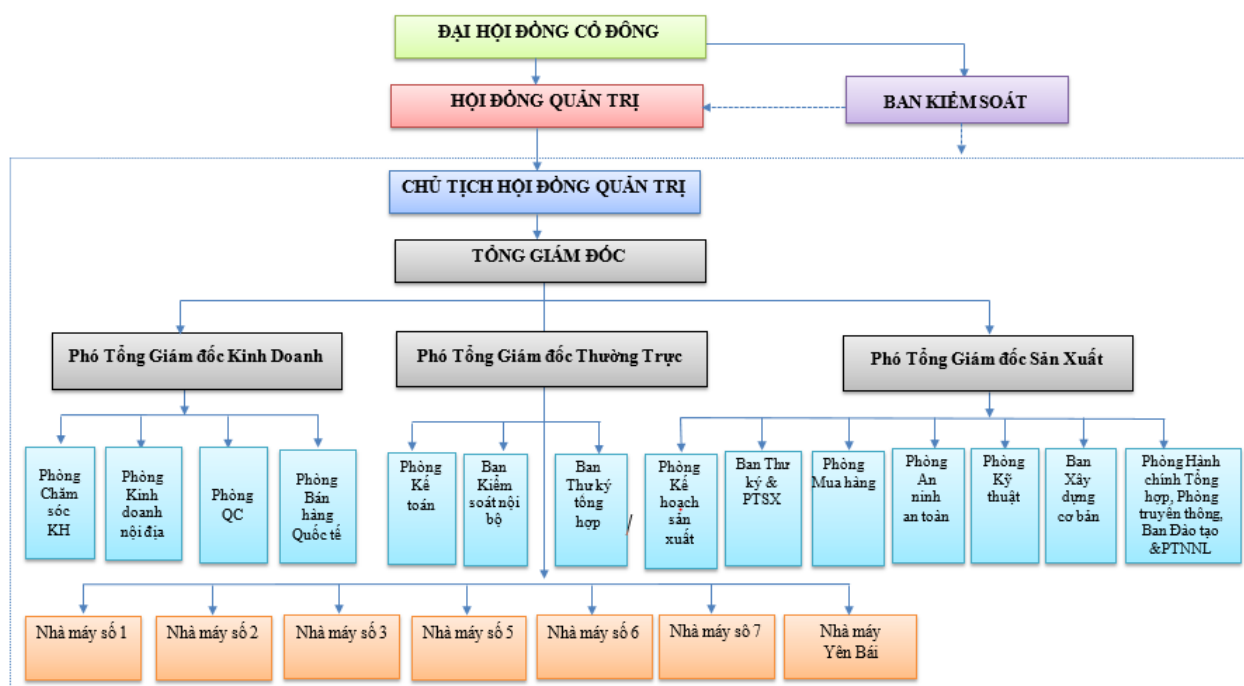 ĐẠI HỘI ĐỒNG CỔ ĐÔNG
HỘI ĐỒNG QUẢN TRỊ
BAN KIỂM SOÁT
CHỦ TỊCH HỘI ĐỒNG QUẢN TRỊ
TỔNG GIÁM ĐỐC
Phó Tổng Giám đốc Kinh Doanh
Phó Tổng Giám đốc Thường Trực
Phó Tổng Giám đốc Sản Xuất
Phòng
Chăm
sóc
KH
Phòng
Kinh
doanh
nội địa
Phòng
QC
Phòng
Bán
hàng
Quốc tế
Phòng
Kế
toán
Ban
Kiểm
soát nội
bộ
Ban
Thư ký
tổng
hợp
/
Phòng
Kế
hoạch
sản
xuất
Ban Thư
ký &
PTSX
Phòng
Mua hàng
Phòng
An
ninh
an toàn
Phòng
Kỹ
thuật
Ban
Xây
dựng
cơ bản
Phòng Hành
chính Tổng
hợp, Phòng
truyền thông,
Ban Đào tạo
&PTNNL
Nhà máy số 1
Nhà máy số 2
Nhà máy số 3
Nhà máy số 5
Nhà máy số 6
Nhà máy sô 7
Nhà máy
Yên Bái